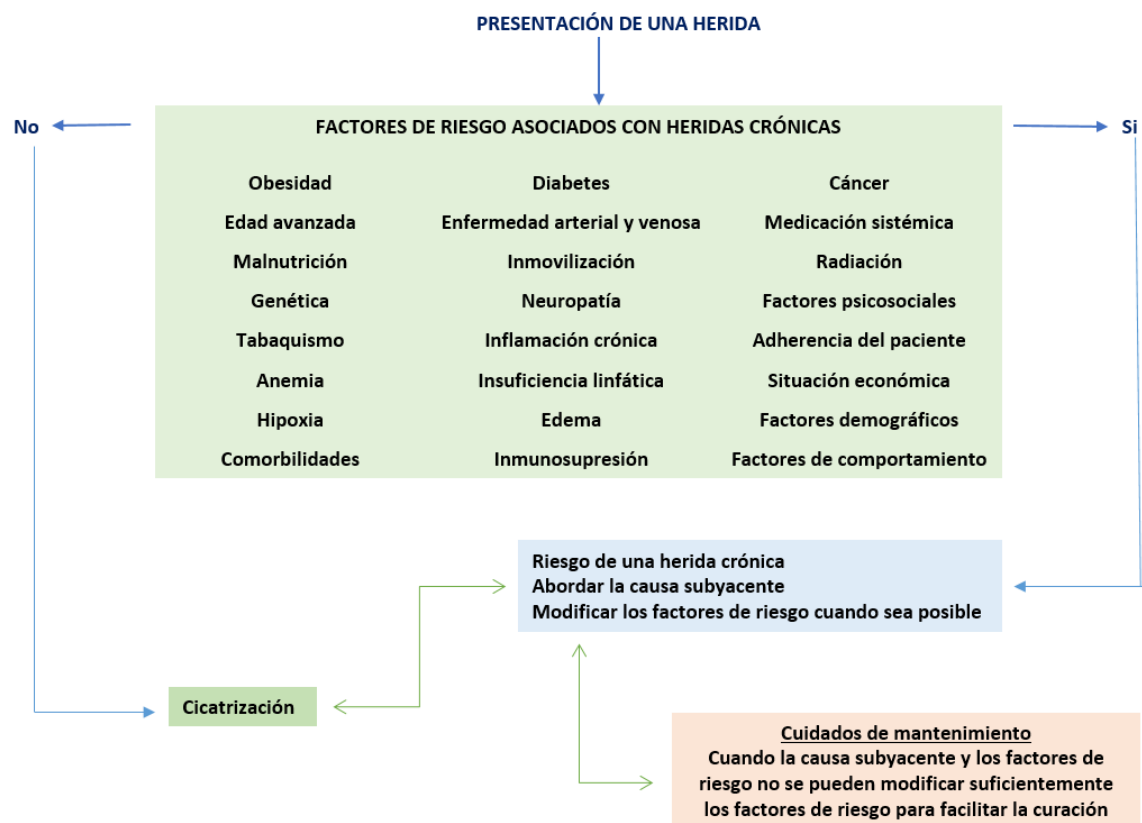 PRESENTACIÓN DE UNA HERIDA
No
FACTORES DE RIESGO ASOCIADOS CON HERIDAS CRÓNICAS
Si
Obesidad Diabetes Cáncer
Edad avanzada Enfermedad arterial y venosa Medicación sistémica
Malnutrición Inmovilización Radiación
Genética Neuropatía Factores psicosociales
Tabaquismo Inflamación crónica Adherencia del paciente
Anemia Insuficiencia linfática Situación económica
Hipoxia Edema Factores demográficos
Comorbilidades Inmunosupresión Factores de comportamiento
Riesgo de una herida crónica
Abordar la causa subyacente
Modificar los factores de riesgo cuando sea posible
Cicatrización
Cuidados de mantenimiento
Cuando la causa subyacente y los factores de
riesgo no se pueden modificar suficientemente
los factores de riesgo para facilitar la curación